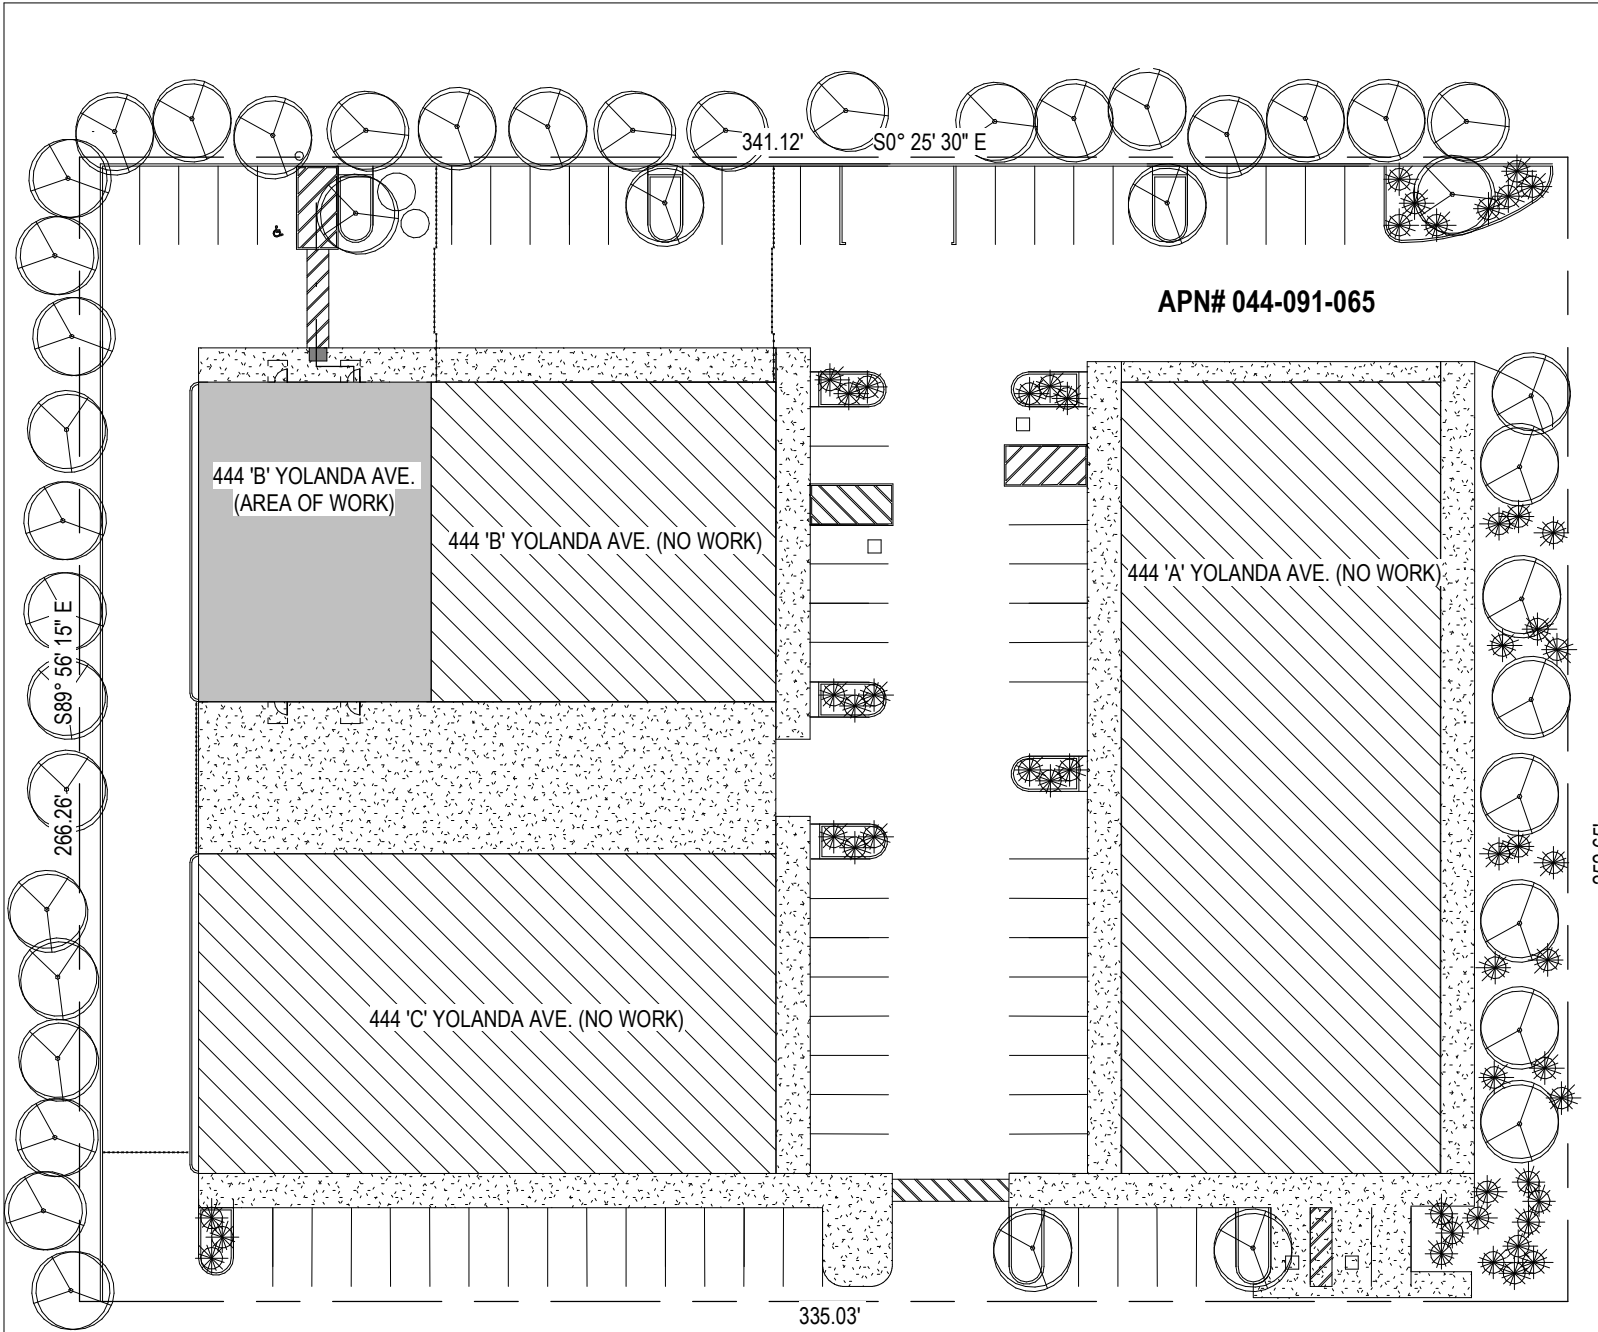 341.12' S0° 25' 30" E
APN# 044-091-065
444 'B' YOLANDA AVE.
(AREA OF WORK)
444 'B' YOLANDA AVE. (NO WORK)
444 'A' YOLANDA AVE. (NO WORK)
S89° 56' 15" E
266.26'
444 'C' YOLANDA AVE. (NO WORK)
335.03'